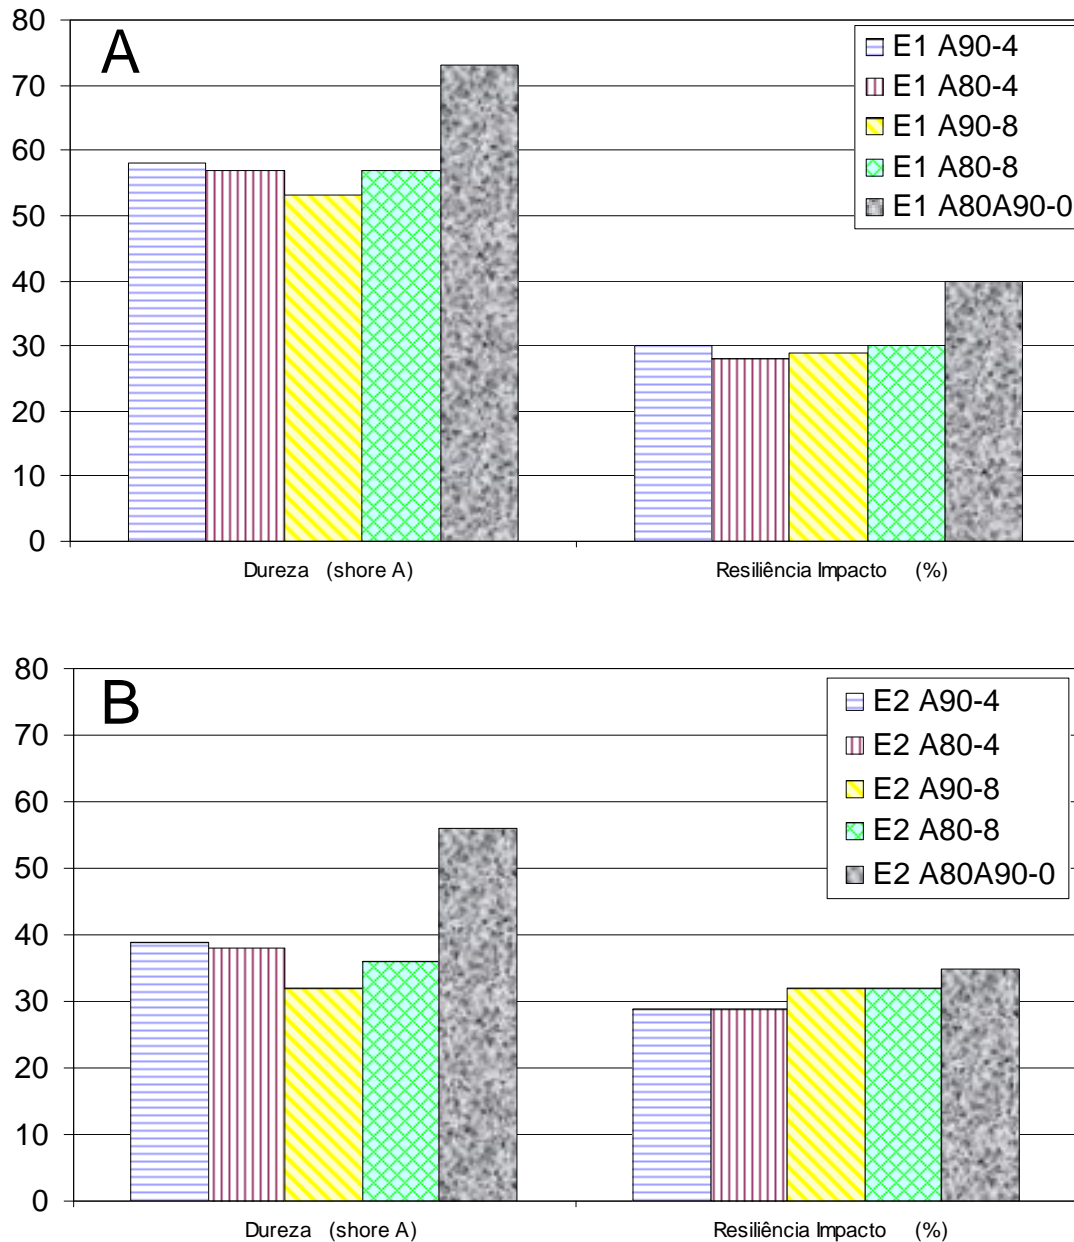 80
70
60
50
40
30
20
10
0
A
E1 A90-4
E1 A80-4
E1 A90-8
E1 A80-8
E1 A80A90-0
Dureza (shore A) Resiliência Impacto (%)
80
70
60
50
40
30
20
10
0
B
E2 A90-4
E2 A80-4
E2 A90-8
E2 A80-8
E2 A80A90-0
Dureza (shore A) Resiliência Impacto (%)